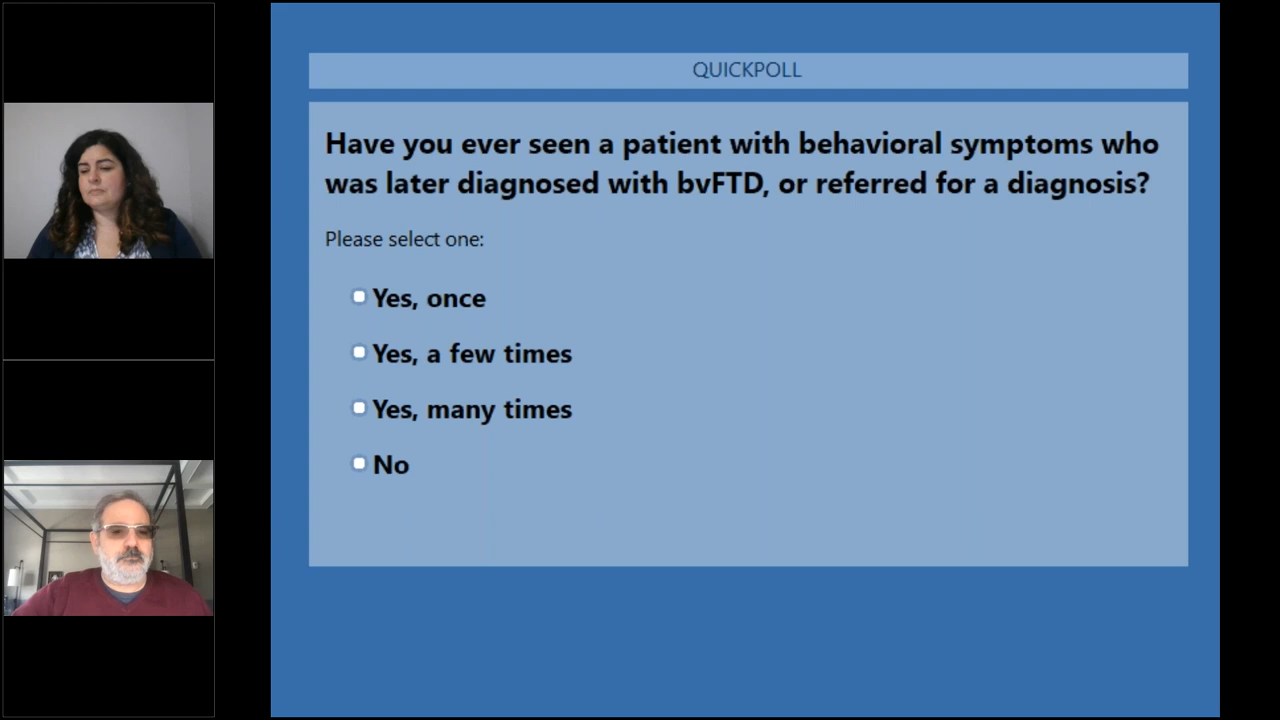 QUICKPOLL
Have you ever seen a patient with behavioral symptoms who
was later diagnosed with bvFTD, or referred for a diagnosis?
Please select one:
Yes, once
Yes, a few times
Yes, many times
No